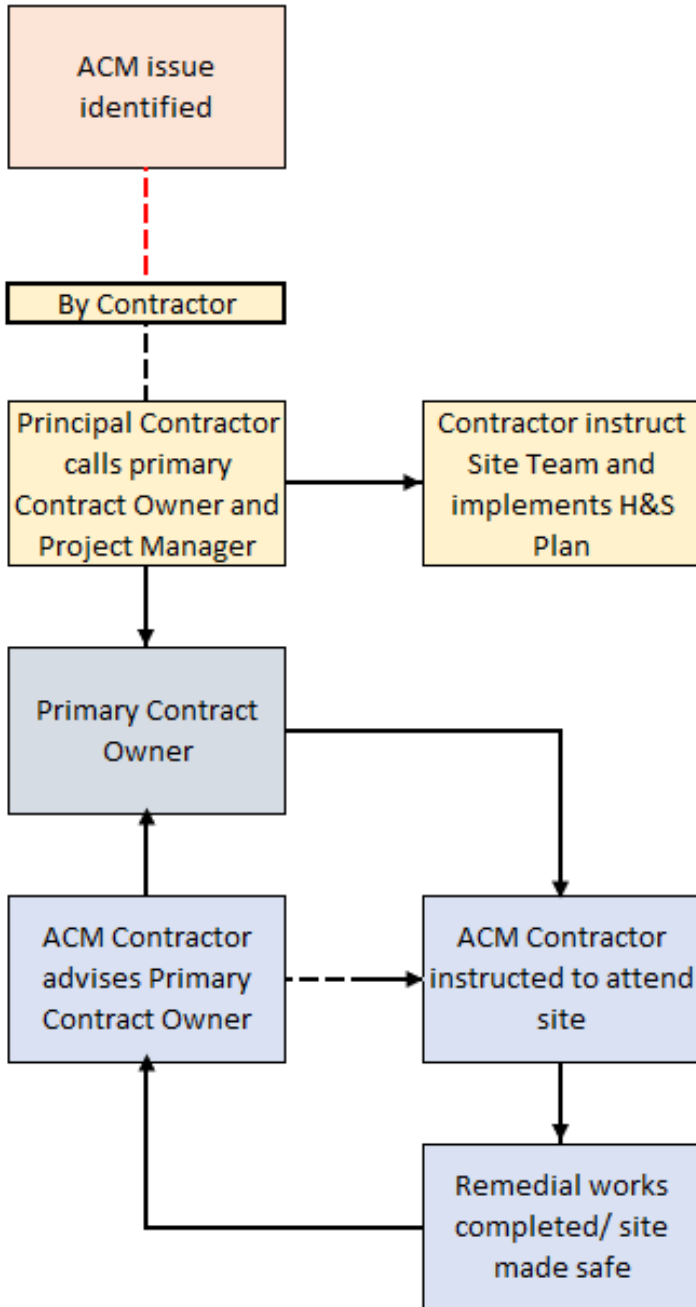 ACM issue
identified
By Contractor
Principal Contractor
calls primary
Contract Owner and
Project Manager
Contractor instruct
Site Team and
implements H&S
Plan
Primary Contract
Owner
ACM Contractor
advises Primary
Contract Owner
ACM Contractor
instructed to attend
site
Remedial works
completed/ site
made safe